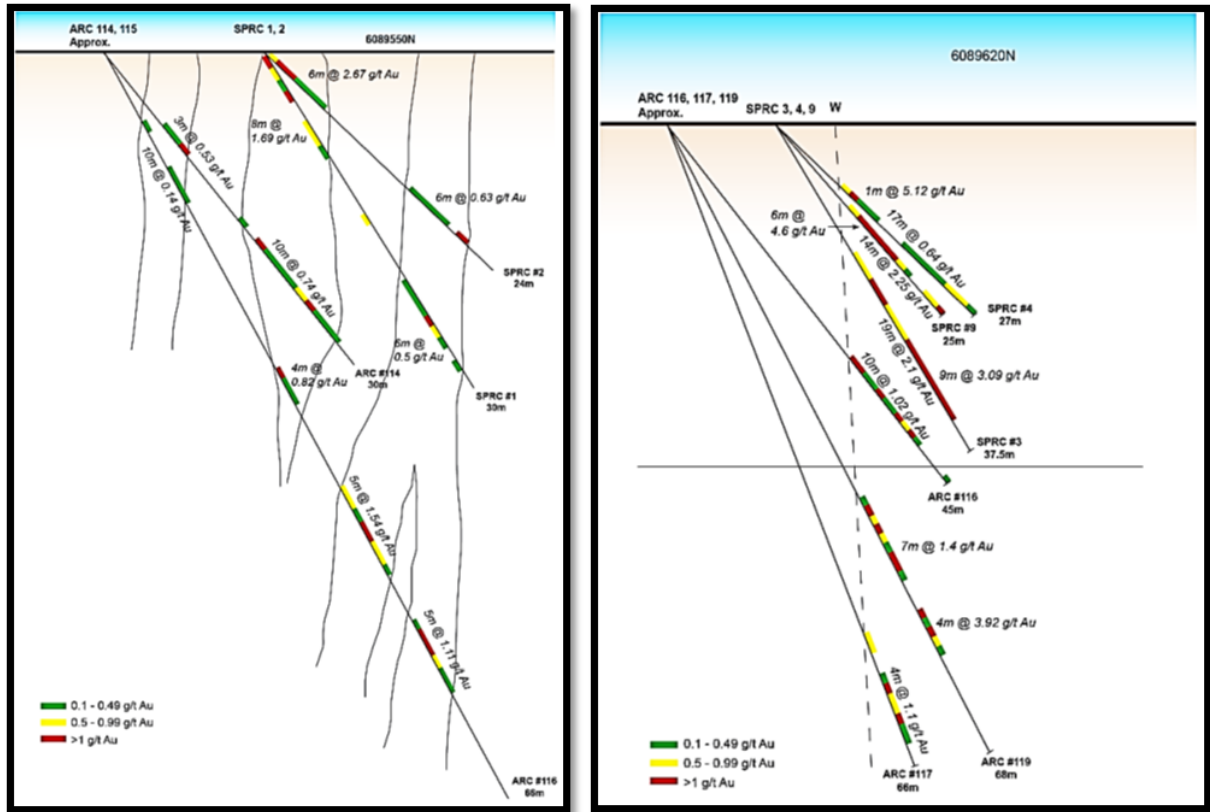 ARC 114, 115
Approx.
SPRC 1, 2
6089550N
6m @ 2.67 g/t Au
3m @ 0.53 g/t Au
8m @
1.69 g/t Au
10m @ 0.14 g/t Au
6m @ 0.63 g/t Au
10m @ 0.74 g/t Au
SPRC #2
24m
5m @
0.5 g/t Au
4m @
0.82 g/t Au
ARC #114
30m
SPRC #1
39m
5m @ 1.54 g/t Au
5m @ 1.11 g/t Au
0.1 - 0.49 g/t Au
0.5 - 0.99 g/t Au
>1 g/t Au
ARC #116
66m
6089620N
ARC 116, 117, 119
Approx.
SPRC 3, 4, 9
W
1m @ 5.12 g/t Au
6m @
4.6 g/t Au
17m @ 0.64 g/t Au
14m @ 2.25 g/t Au
SPRC #4
27m
SPRC #9
25m
19m @ 2.1 g/t Au
9m @ 3.09 g/t Au
10m @ 1.02 g/t Au
SPRC #3
37.5m
ARC #116
45m
7m @ 1.4 g/t Au
4m @ 3.92 g/t Au
4m @ 1.1 g/t Au
0.1 - 0.49 g/t Au
0.5 - 0.99 g/t Au
>1 g/t Au
ARC #119
68m
ARC #117
66m